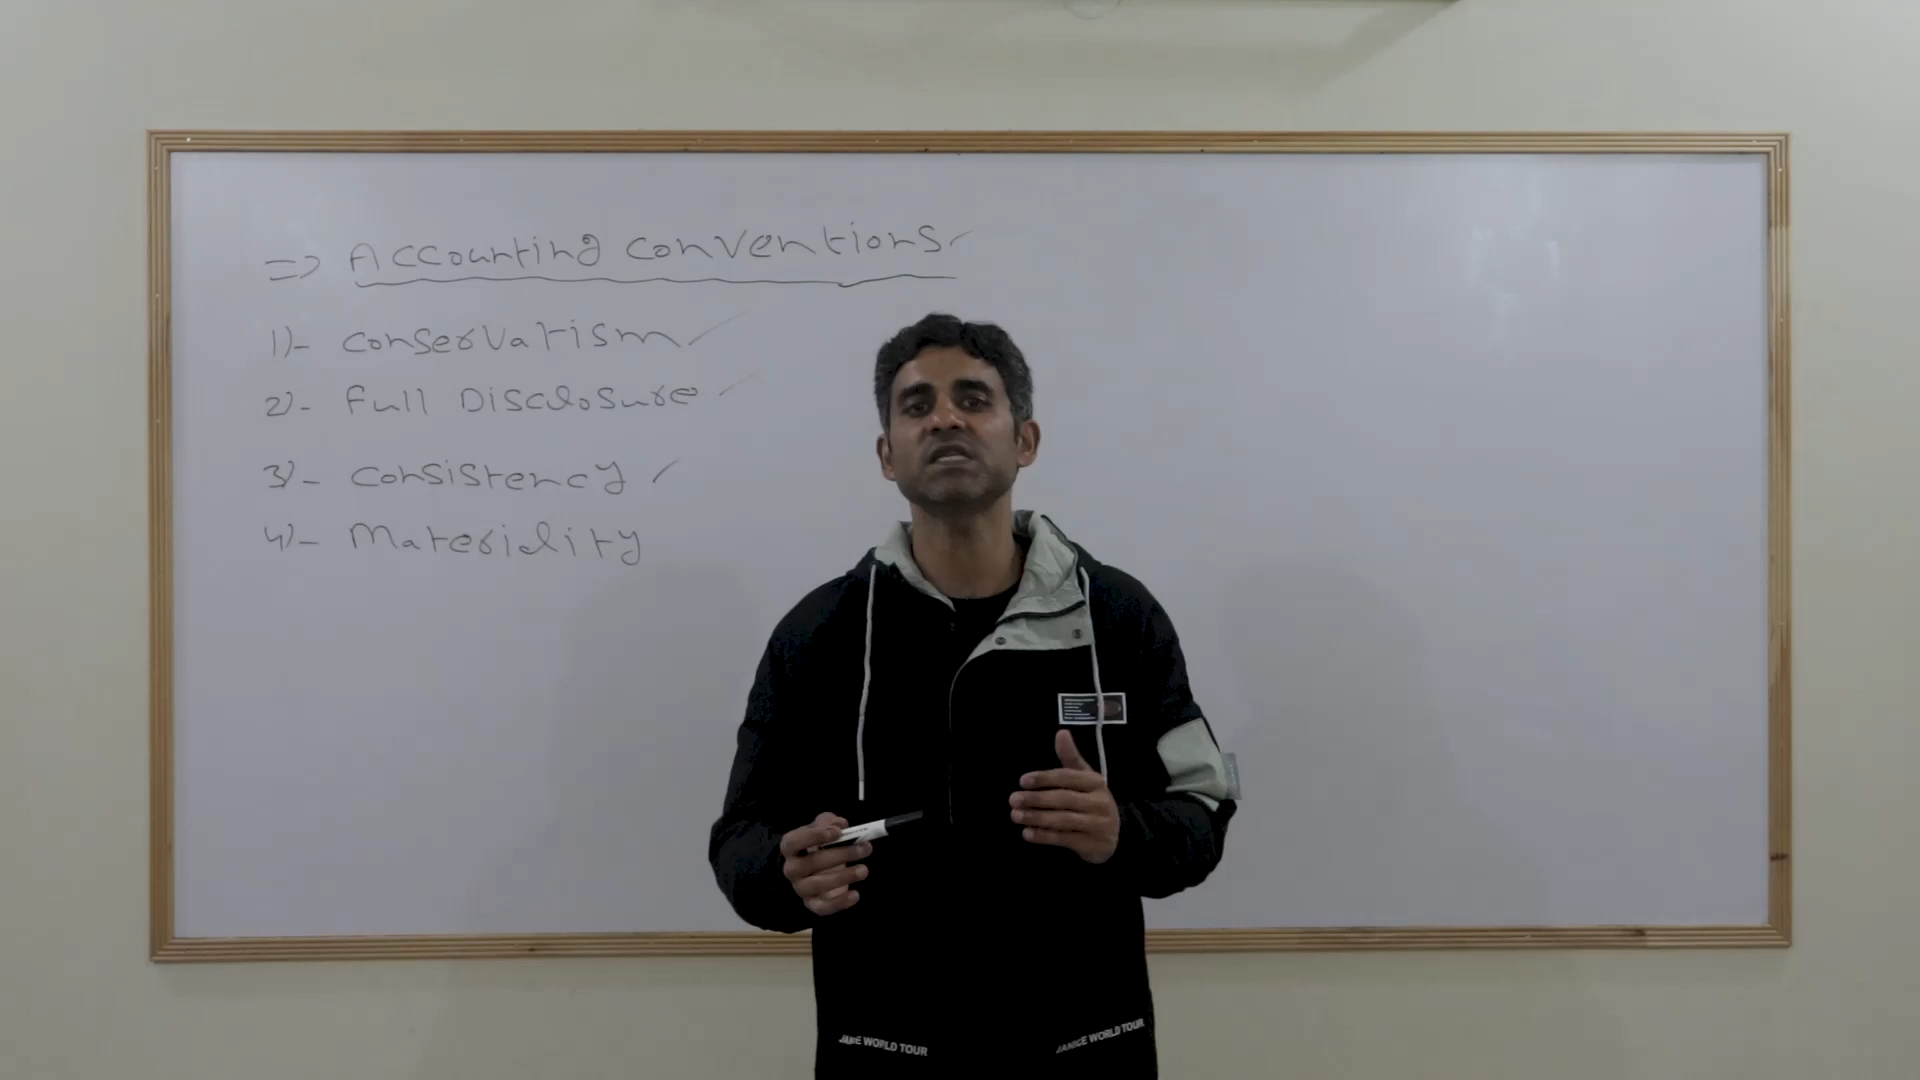 => Accounting conventions
1)- conservatism
2)- Full Disclosure
3)- consistency
4)- Materiality
JANICE WORLD TOUR
JANICE WORLD TOUR